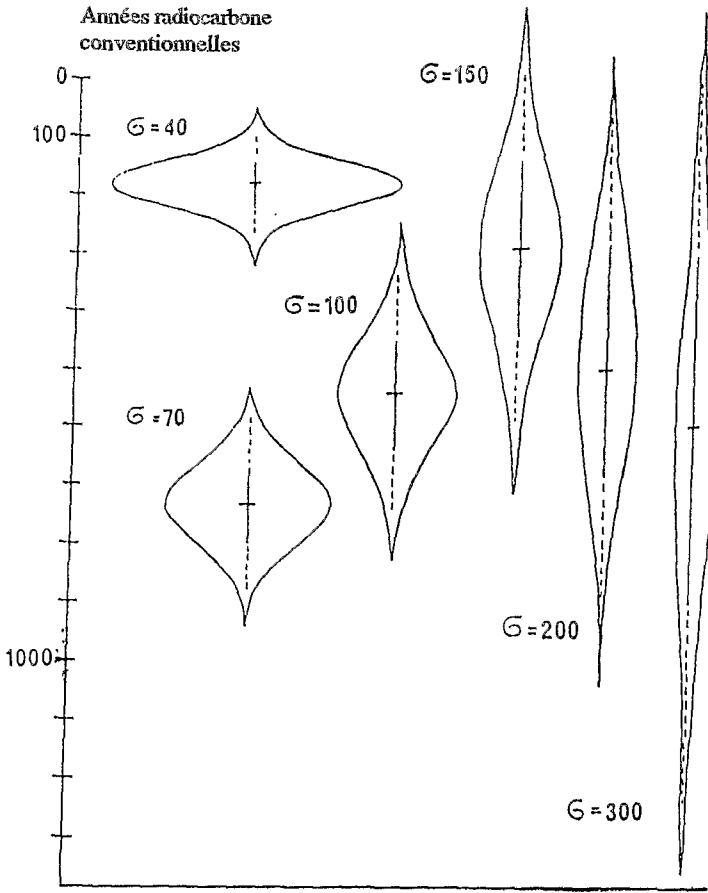 Années radiocarbone
conventionnelles
0
100
1000
σ=40
σ=150
σ=100
σ=70
σ=200
σ=300